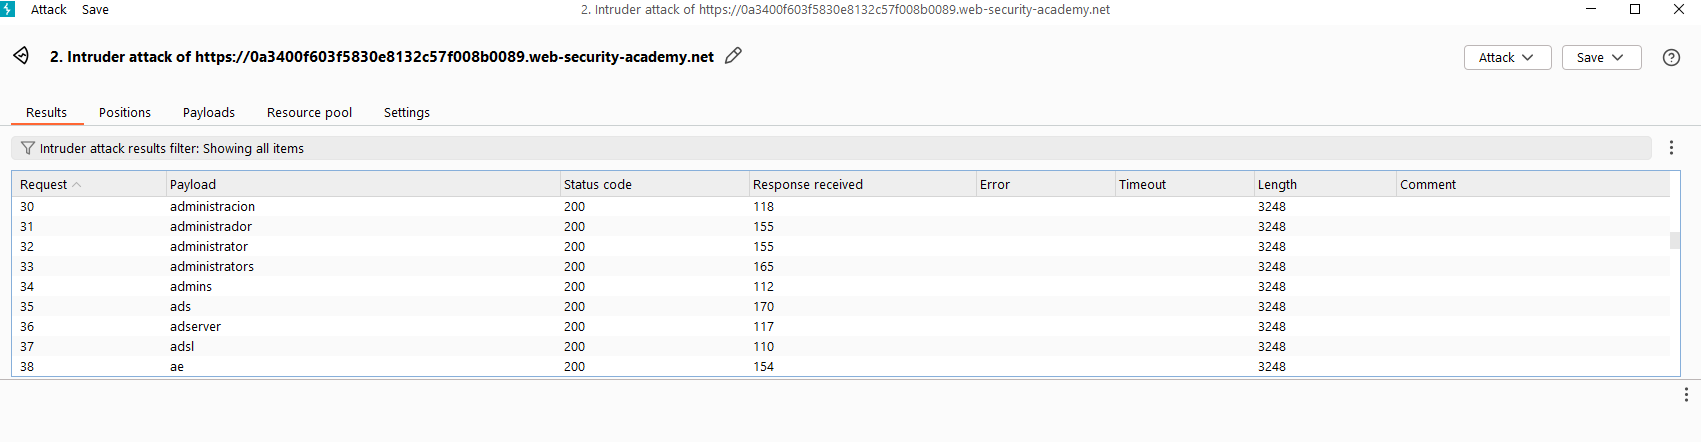 Attack Save 2. Intruder attack of https://0a3400f603f5830e8132c57f008b0089.web-security-academy.net
2. Intruder attack of https://0a3400f603f5830e8132c57f008b0089.web-security-academy.net Attack Save ?
Results Positions Payloads Resource pool Settings
Intruder attack results filter: Showing all items
Request Payload Status code Response received Error Timeout Length Comment
30 administracion 200 118 3248
31 administrador 200 155 3248
32 administrator 200 155 3248
33 administrators 200 165 3248
34 admins 200 112 3248
35 ads 200 170 3248
36 adserver 200 117 3248
37 adsl 200 110 3248
38 ae 200 154 3248